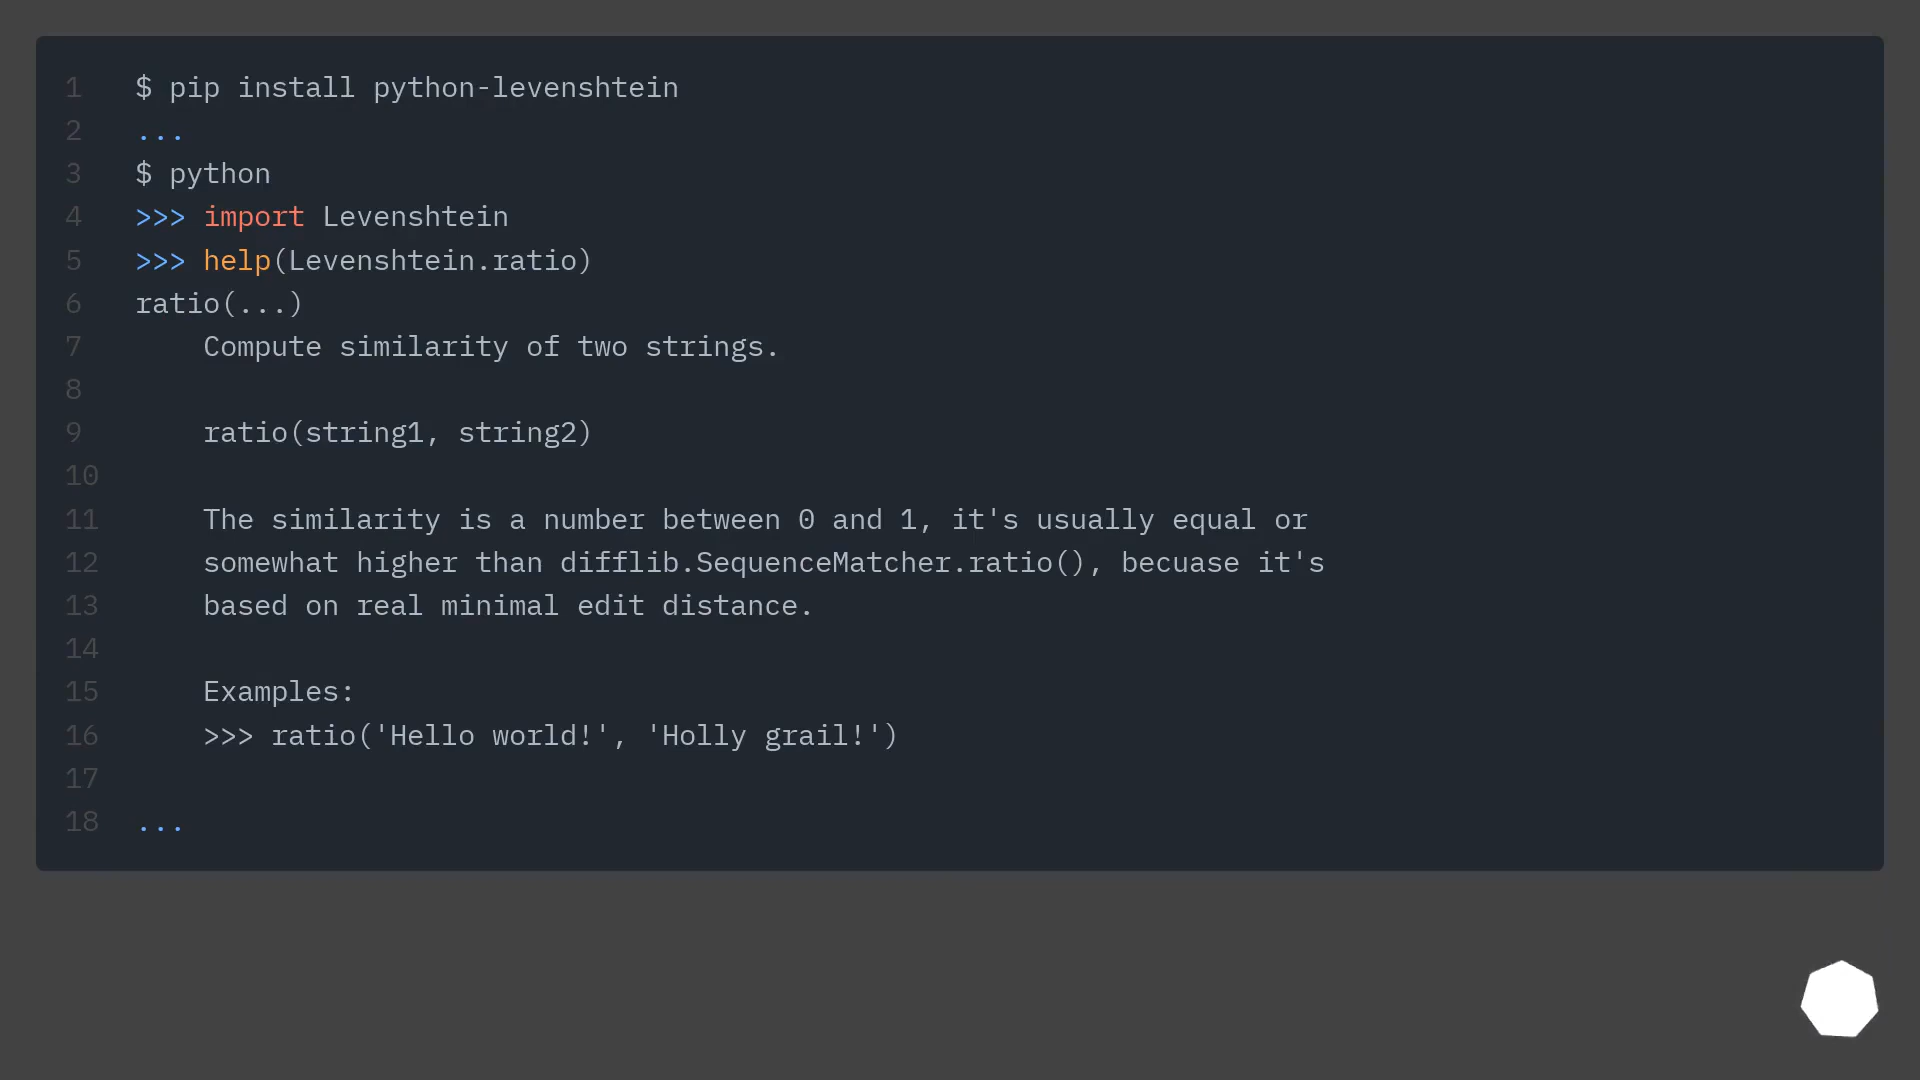 1 $ pip install python-levenshtein
2 ...
3 $ python
4 >>> import Levenshtein
5 >>> help(Levenshtein.ratio)
6 ratio(...)
7 Compute similarity of two strings.
8
9 ratio(string1, string2)
10
11 The similarity is a number between 0 and 1, it's usually equal or
12 somewhat higher than difflib.SequenceMatcher.ratio(), becuase it's
13 based on real minimal edit distance.
14
15 Examples:
16 >>> ratio('Hello world!', 'Holly grail!')
17
18 ...